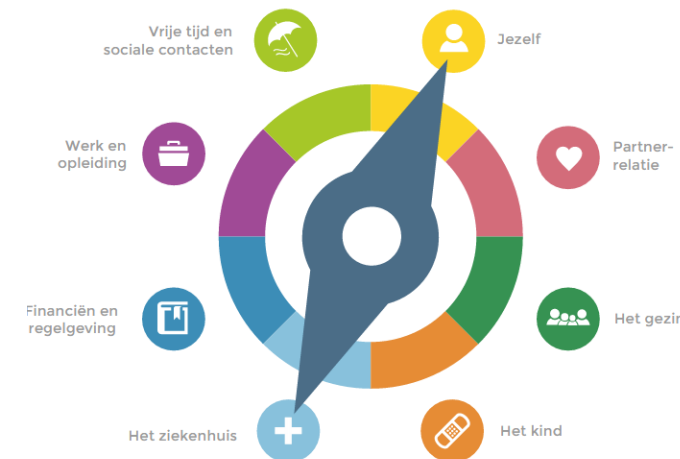 Vrije tijd en
sociale contacten
Jezelf
Werk en
opleiding
Partner-
relatie
Financiën en
regelgeving
Het gezin
Het ziekenhuis
Het kind